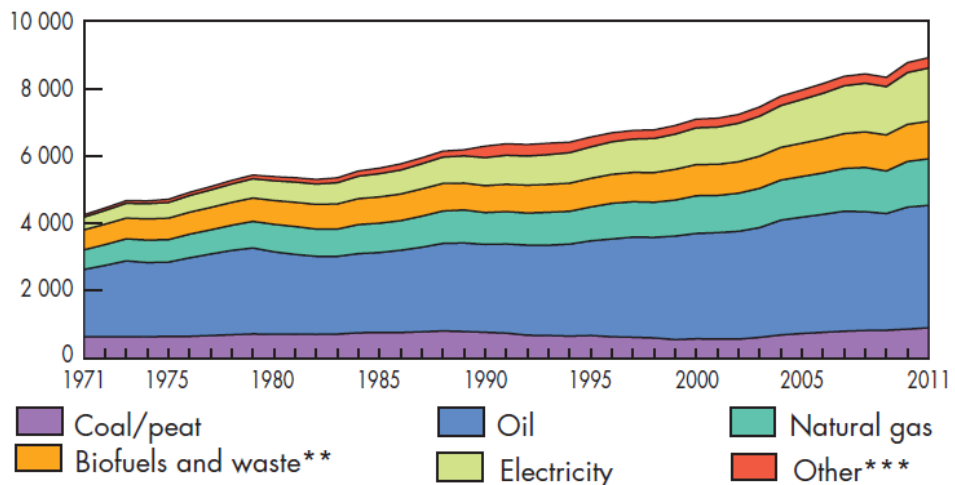 10 000
8 000
6 000
4 000
2 000
0
1971 1975 1980 1985 1990 1995 2000 2005 2011
Coal/peat Oil Natural gas
Biofuels and waste** Electricity Other***